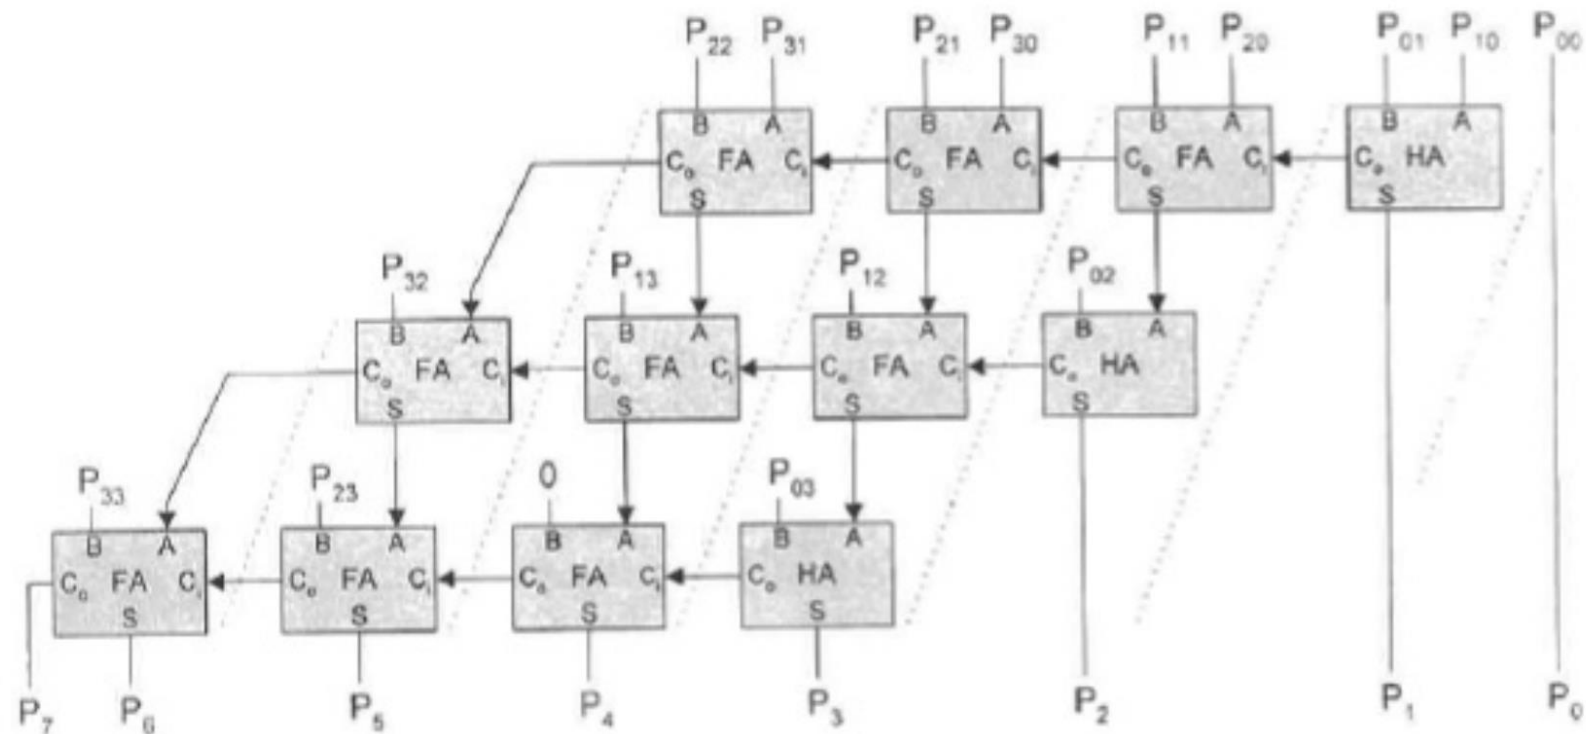 P₂₂ P₃₁ P₂₁ P₃₀ P₁₁ P₂₀ P₀₁ P₁₀ P₀₀
B A B A B A B A
Cₒ FA Cᵢ Cₒ FA Cᵢ Cₒ FA Cᵢ Cₒ HA
S S S S
P₃₂ P₁₃ P₁₂ P₀₂
B A B A B A B A
Cₒ FA Cᵢ Cₒ FA Cᵢ Cₒ FA Cᵢ Cₒ HA
S S S S
P₃₃ P₂₃ 0 P₀₃
B A B A B A B A
Cₒ FA Cᵢ Cₒ FA Cᵢ Cₒ FA Cᵢ Cₒ HA
S S S S
P₇ P₆ P₅ P₄ P₃ P₂ P₁ P₀